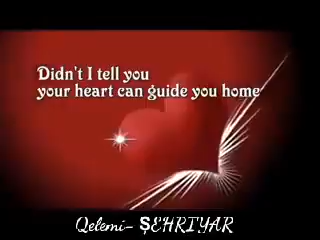 Didn't I tell you
your heart can guide you home
Qelemi- ŞEHRIYAR